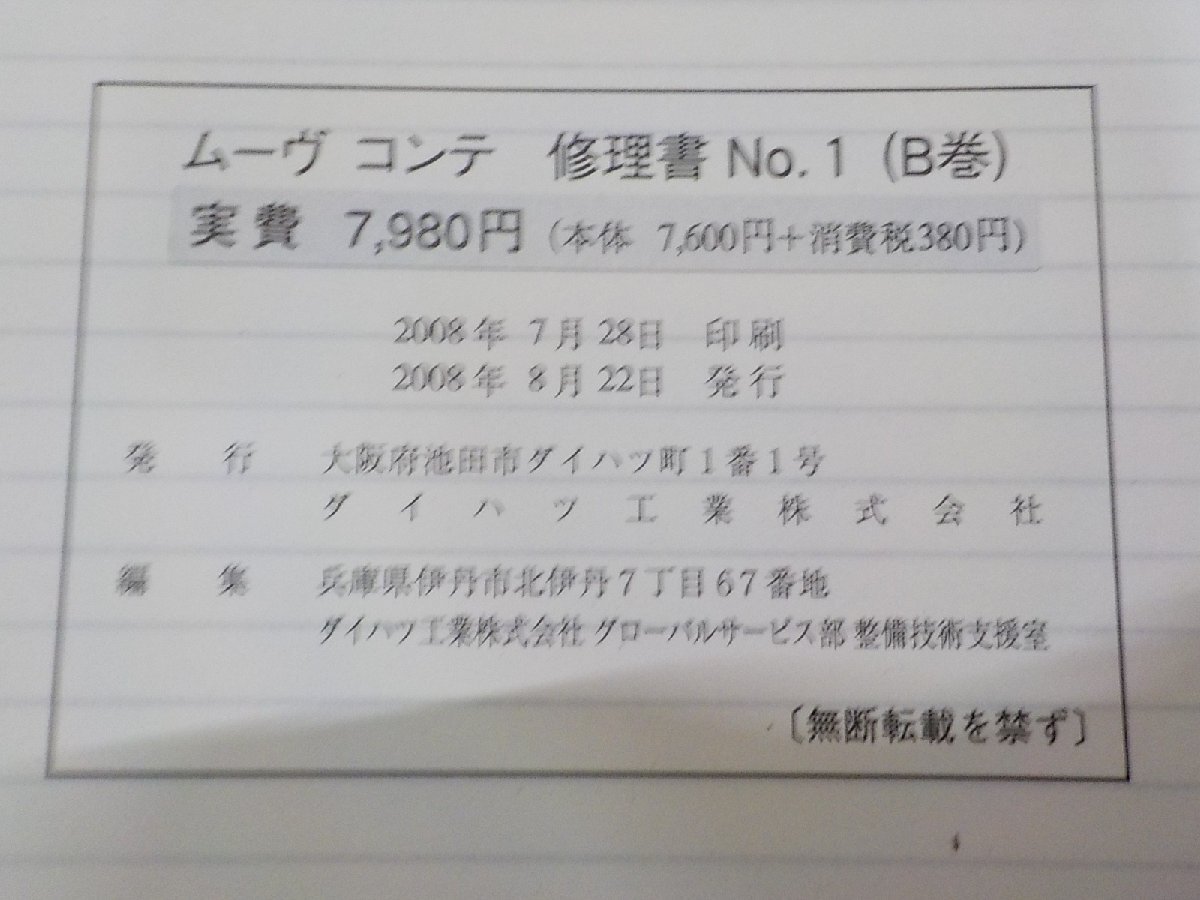 ムーヴ コンテ 修理書 No.1 (B巻)
実費 7,980円 (本体 7,600円+消費税380円)
2008年 7月28日 印刷
2008年 8月22日 発行
発行 大阪府池田市ダイハツ町1番1号
ダイハツ工業株式会社
編集 兵庫県伊丹市北伊丹7丁目67番地
ダイハツ工業株式会社 グローバルサービス部 整備技術支援室
〔無断転載を禁ず〕